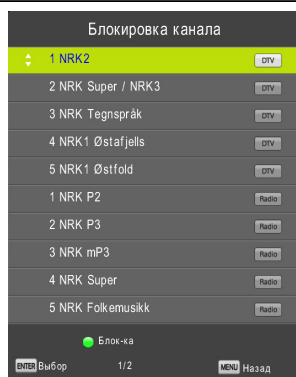 Блокировка канала
1 NRK2 DTV
2 NRK Super / NRK3 DTV
3 NRK Tegnspråk DTV
4 NRK1 Østafjells DTV
5 NRK1 Østfold DTV
1 NRK P2 Radio
2 NRK P3 Radio
3 NRK mP3 Radio
4 NRK Super Radio
5 NRK Folkemusikk Radio
Блок-ка
ENTER Выбор 1/2 MENU Назад